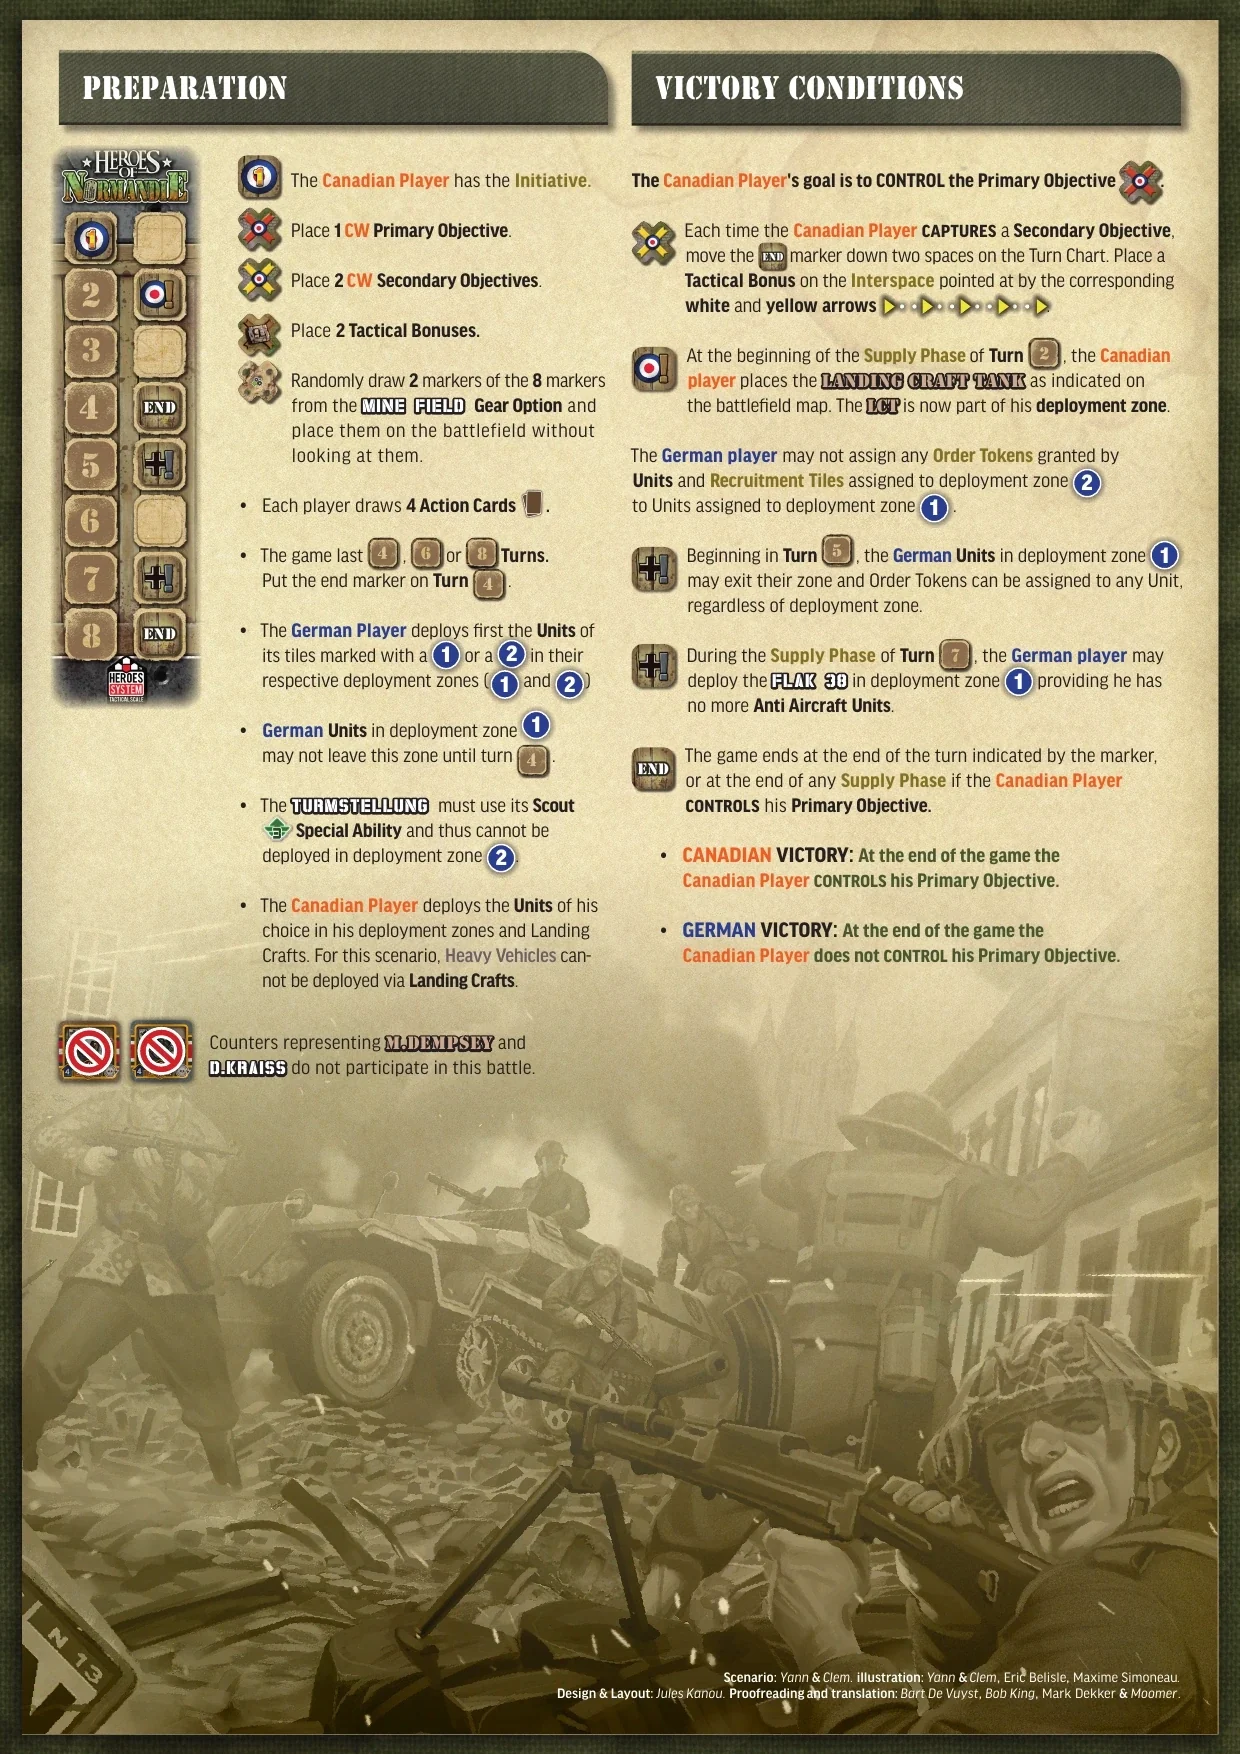 PREPARATION
HEROES
OF
NORMANDIE
1
2
3
4 END
5
6
7
8 END
HEROES
SYSTEM
TACTICAL SCALE
1 The Canadian Player has the Initiative.
Place 1 CW Primary Objective.
Place 2 CW Secondary Objectives.
Place 2 Tactical Bonuses.
Randomly draw 2 markers of the 8 markers
from the MINE FIELD Gear Option and
place them on the battlefield without
looking at them.
• Each player draws 4 Action Cards .
• The game last 4 , 6 or 8 Turns.
Put the end marker on Turn 4 .
• The German Player deploys first the Units of
its tiles marked with a 1 or a 2 in their
respective deployment zones ( 1 and 2 )
• German Units in deployment zone 1
may not leave this zone until turn 4 .
• The TURMSTELLUNG must use its Scout
3 Special Ability and thus cannot be
deployed in deployment zone 2 .
• The Canadian Player deploys the Units of his
choice in his deployment zones and Landing
Crafts. For this scenario, Heavy Vehicles can-
not be deployed via Landing Crafts.
4 4 Counters representing M.DEMPSEY and
D.KRAISS do not participate in this battle.
VICTORY CONDITIONS
The Canadian Player's goal is to CONTROL the Primary Objective .
Each time the Canadian Player CAPTURES a Secondary Objective,
move the END marker down two spaces on the Turn Chart. Place a
Tactical Bonus on the Interspace pointed at by the corresponding
white and yellow arrows .
At the beginning of the Supply Phase of Turn 2 , the Canadian
player places the LANDING CRAFT TANK as indicated on
the battlefield map. The LCT is now part of his deployment zone.
The German player may not assign any Order Tokens granted by
Units and Recruitment Tiles assigned to deployment zone 2
to Units assigned to deployment zone 1 .
Beginning in Turn 5 , the German Units in deployment zone 1
may exit their zone and Order Tokens can be assigned to any Unit,
regardless of deployment zone.
During the Supply Phase of Turn 7 , the German player may
deploy the FLAK 38 in deployment zone 1 providing he has
no more Anti Aircraft Units.
END The game ends at the end of the turn indicated by the marker,
or at the end of any Supply Phase if the Canadian Player
CONTROLS his Primary Objective.
• CANADIAN VICTORY: At the end of the game the
Canadian Player CONTROLS his Primary Objective.
• GERMAN VICTORY: At the end of the game the
Canadian Player does not CONTROL his Primary Objective.
N 13
Scenario: Yann & Clem. illustration: Yann & Clem, Eric Belisle, Maxime Simoneau.
Design & Layout: Jules Kanou. Proofreading and translation: Bart De Vuyst, Bob King, Mark Dekker & Moomer.